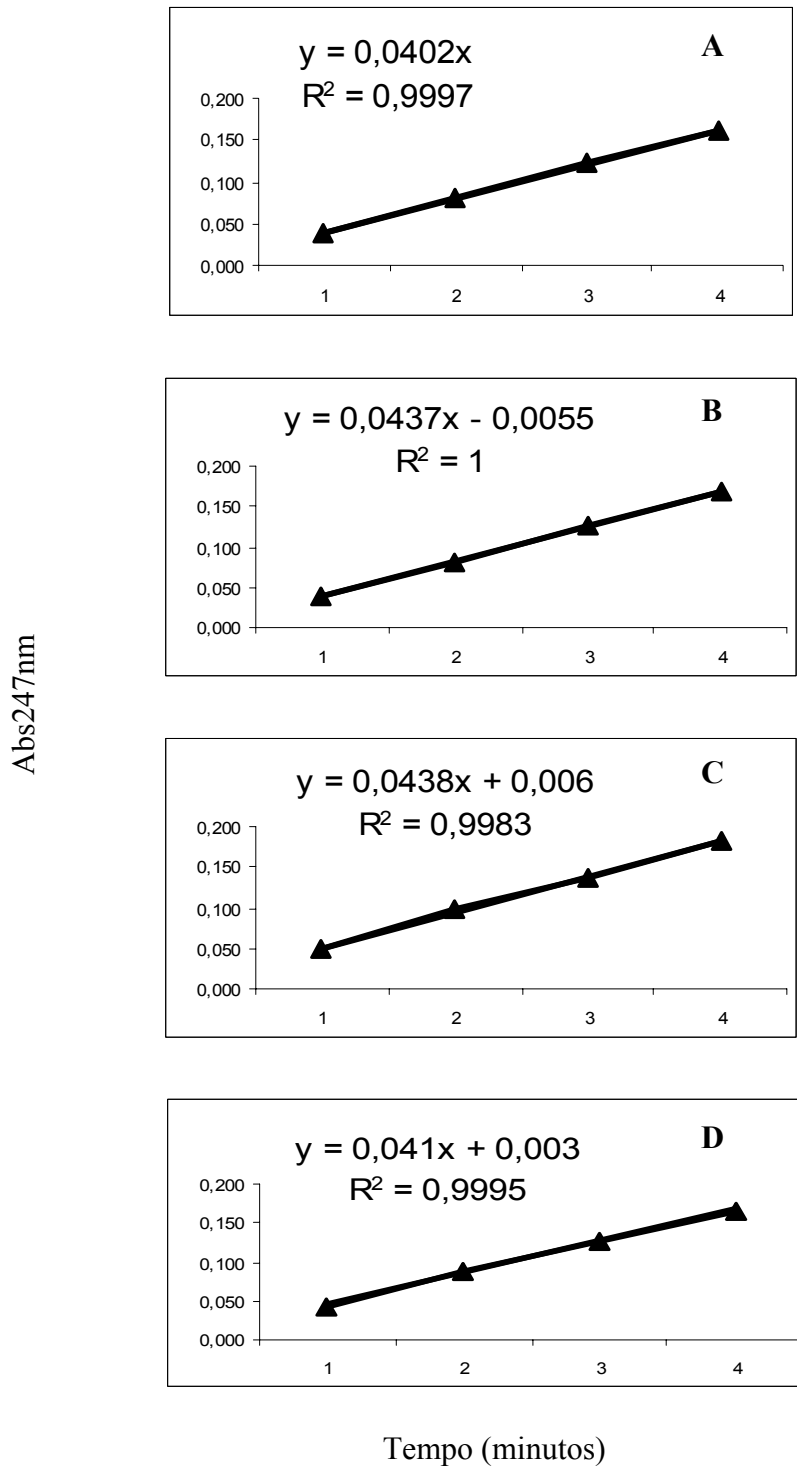 y = 0,0402x
R² = 0,9997
A
0,200
0,150
0,100
0,050
0,000
1 2 3 4
y = 0,0437x - 0,0055
R² = 1
B
0,200
0,150
0,100
0,050
0,000
1 2 3 4
Abs247nm
y = 0,0438x + 0,006
R² = 0,9983
C
0,200
0,150
0,100
0,050
0,000
1 2 3 4
y = 0,041x + 0,003
R² = 0,9995
D
0,200
0,150
0,100
0,050
0,000
1 2 3 4
Tempo (minutos)